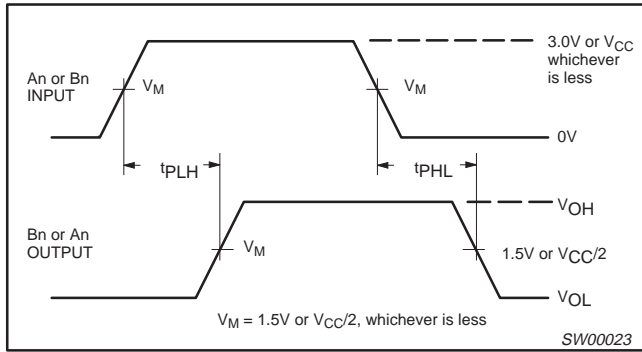 3.0V or VCC
whichever
is less
An or Bn
INPUT
VM
VM
0V
tPLH
tPHL
VOH
Bn or An
OUTPUT
VM
1.5V or VCC/2
VOL
VM = 1.5V or VCC/2, whichever is less
SW00023